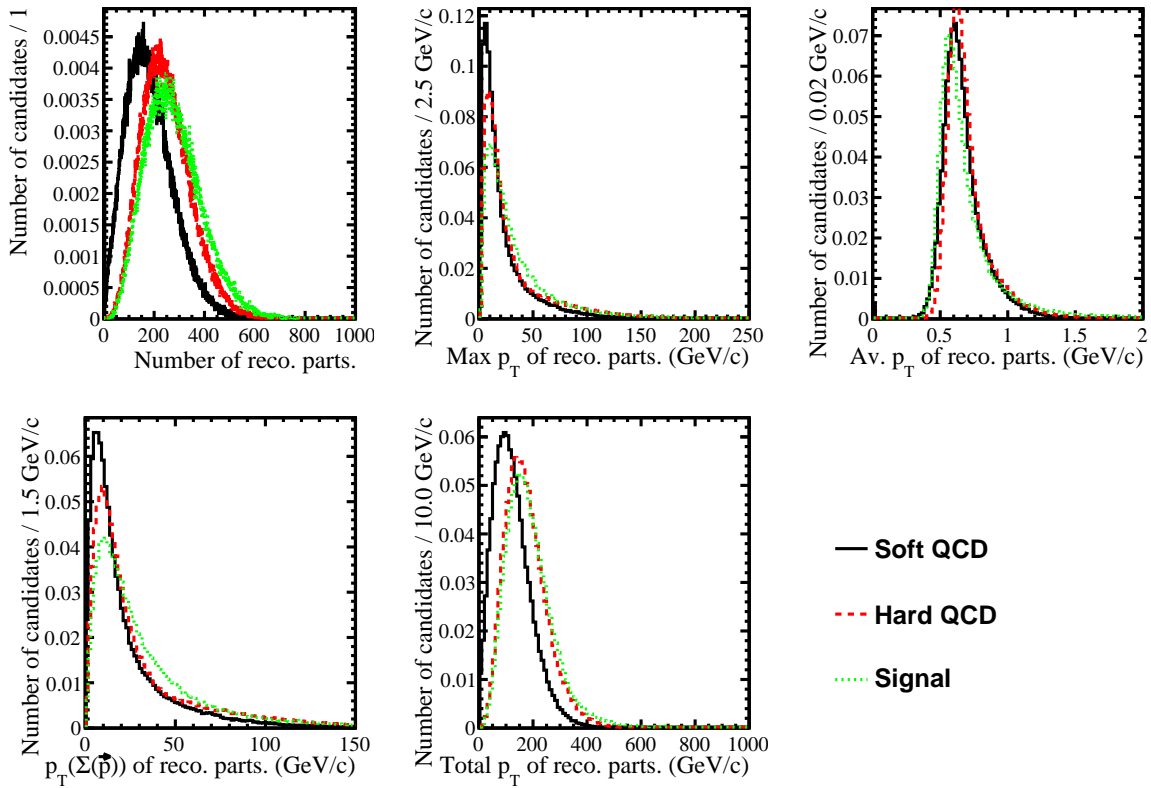 Number of candidates / 1
0.0045
0.004
0.0035
0.003
0.0025
0.002
0.0015
0.001
0.0005
0
0 200 400 600 800 1000
Number of reco. parts.
Number of candidates / 2.5 GeV/c
0.12
0.1
0.08
0.06
0.04
0.02
0
0 50 100 150 200 250
Max p_T of reco. parts. (GeV/c)
Number of candidates / 0.02 GeV/c
0.07
0.06
0.05
0.04
0.03
0.02
0.01
0
0 0.5 1 1.5 2
Av. p_T of reco. parts. (GeV/c)
Number of candidates / 1.5 GeV/c
0.06
0.05
0.04
0.03
0.02
0.01
0
0 50 100 150
p_T(Σ(p⃗)) of reco. parts. (GeV/c)
Number of candidates / 10.0 GeV/c
0.06
0.05
0.04
0.03
0.02
0.01
0
0 200 400 600 800 1000
Total p_T of reco. parts. (GeV/c)
Soft QCD
Hard QCD
Signal